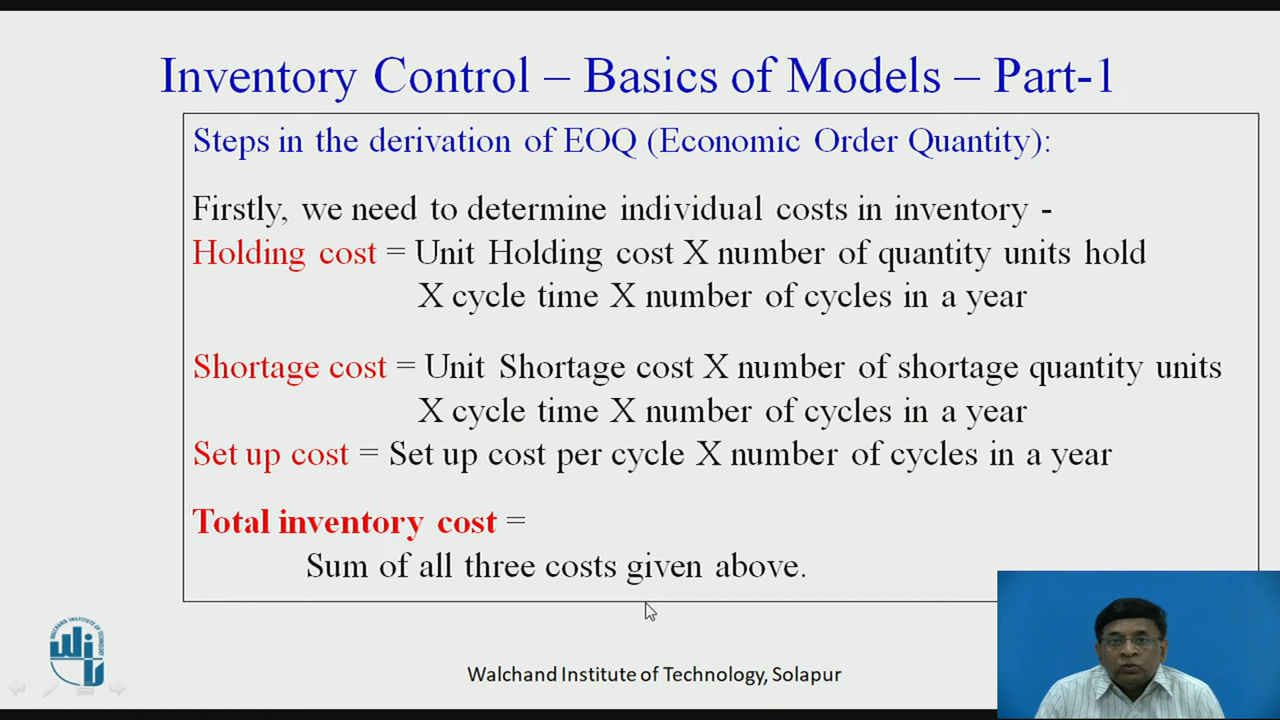 Inventory Control – Basics of Models – Part-1
Steps in the derivation of EOQ (Economic Order Quantity):
Firstly, we need to determine individual costs in inventory -
Holding cost = Unit Holding cost X number of quantity units hold
X cycle time X number of cycles in a year
Shortage cost = Unit Shortage cost X number of shortage quantity units
X cycle time X number of cycles in a year
Set up cost = Set up cost per cycle X number of cycles in a year
Total inventory cost =
Sum of all three costs given above.
WALCHAND INSTITUTE OF TECHNOLOGY
Walchand Institute of Technology, Solapur